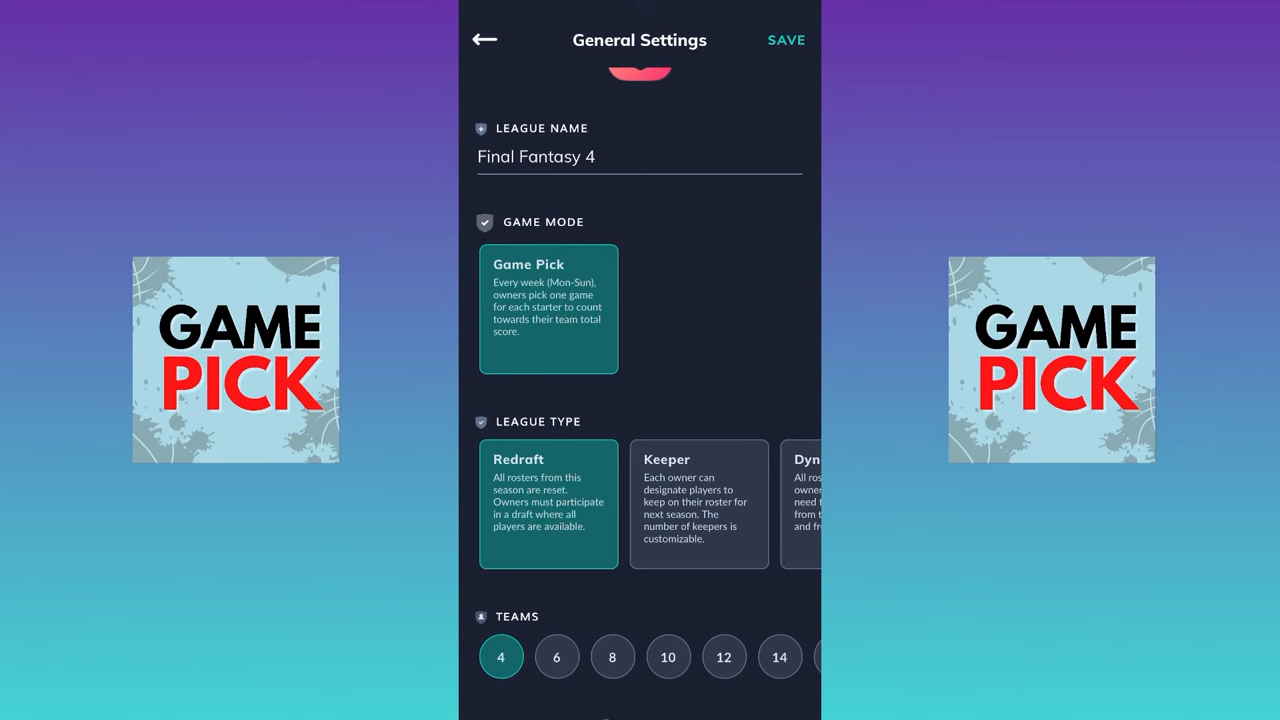 General Settings
SAVE
LEAGUE NAME
Final Fantasy 4
GAME MODE
Game Pick
Every week (Mon-Sun),
owners pick one game
for each starter to count
towards their team total
score.
LEAGUE TYPE
Redraft
All rosters from this
season are reset.
Owners must participate
in a draft where all
players are available.
Keeper
Each owner can
designate players to
keep on their roster for
next season. The
number of keepers is
customizable.
Dyn
All ros
owner
need t
from t
and fr
TEAMS
4 6 8 10 12 14
GAME
PICK
GAME
PICK